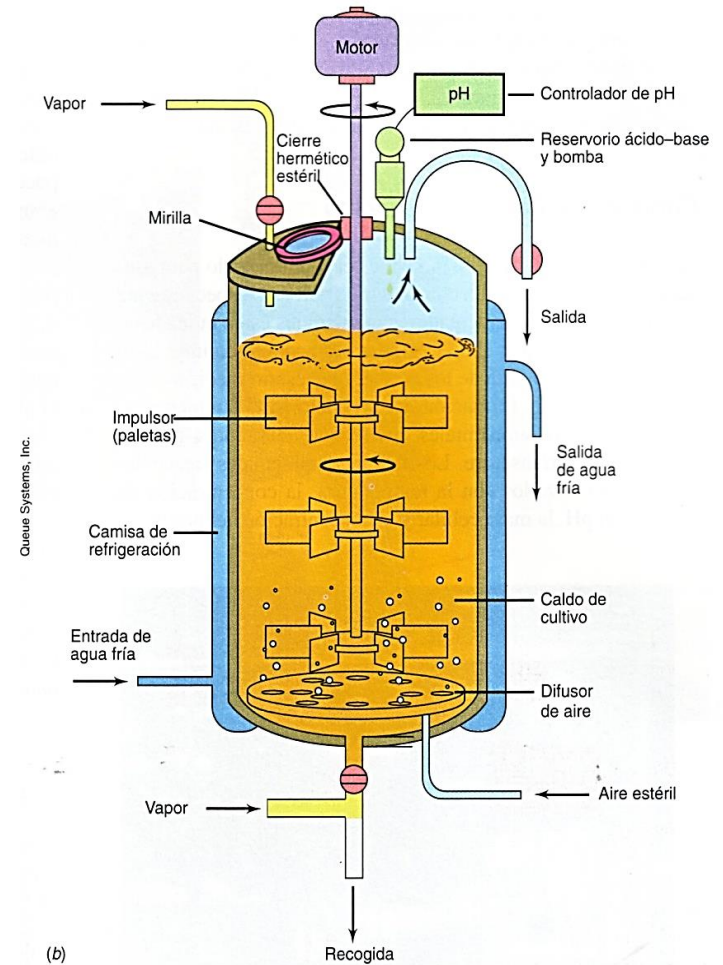 Motor
pH
Controlador de pH
Vapor
Reservorio ácido–base
y bomba
Cierre
hermético
estéril
Mirilla
Salida
Impulsor
(paletas)
Salida
de agua
fría
Queue Systems, Inc.
Camisa de
refrigeración
Caldo de
cultivo
Entrada de
agua fría
Difusor
de aire
Aire estéril
Vapor
(b)
Recogida